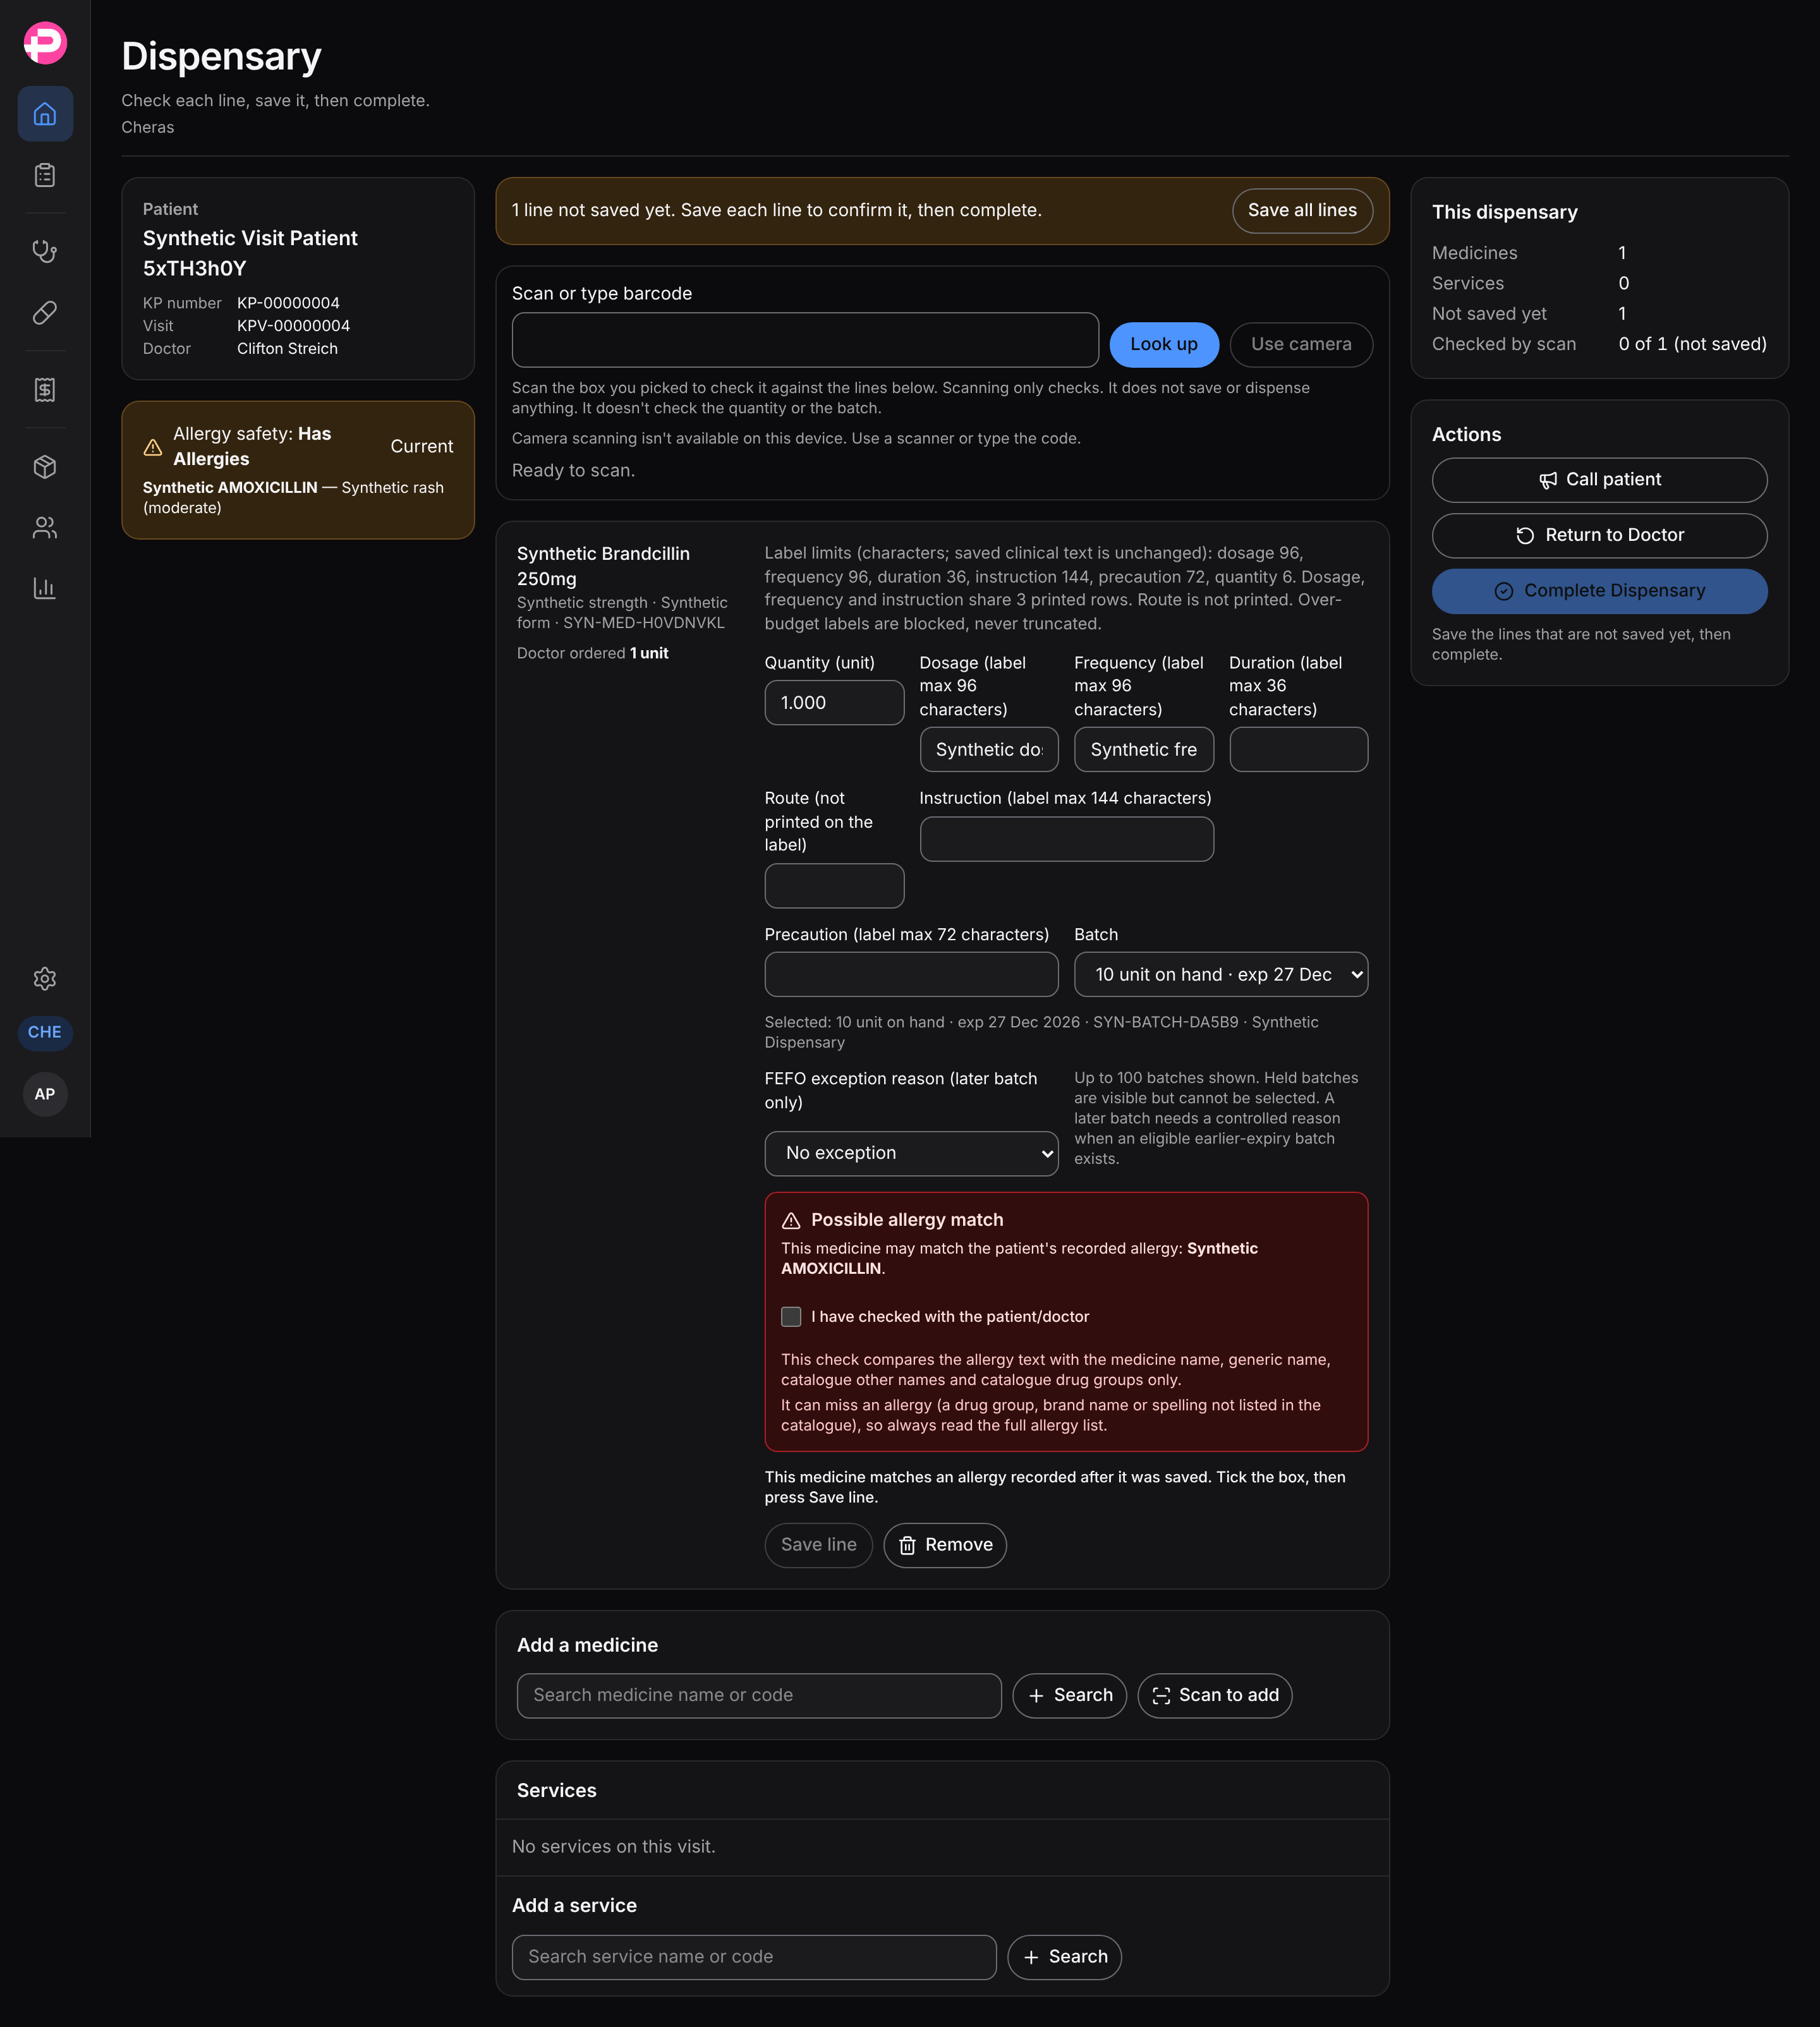 Dispensary
Check each line, save it, then complete.
Cheras
Patient
Synthetic Visit Patient
5xTH3h0Y
KP number KP-00000004
Visit KPV-00000004
Doctor Clifton Streich
Allergy safety: Has
Allergies
Current
Synthetic AMOXICILLIN — Synthetic rash
(moderate)
1 line not saved yet. Save each line to confirm it, then complete.
Save all lines
Scan or type barcode
Look up
Use camera
Scan the box you picked to check it against the lines below. Scanning only checks. It does not save or dispense
anything. It doesn't check the quantity or the batch.
Camera scanning isn't available on this device. Use a scanner or type the code.
Ready to scan.
Synthetic Brandcillin
250mg
Synthetic strength · Synthetic
form · SYN-MED-H0VDNVKL
Doctor ordered 1 unit
Label limits (characters; saved clinical text is unchanged): dosage 96,
frequency 96, duration 36, instruction 144, precaution 72, quantity 6. Dosage,
frequency and instruction share 3 printed rows. Route is not printed. Over-
budget labels are blocked, never truncated.
Quantity (unit)
1.000
Dosage (label
max 96
characters)
Synthetic do
Frequency (label
max 96
characters)
Synthetic fre
Duration (label
max 36
characters)
Route (not
printed on the
label)
Instruction (label max 144 characters)
Precaution (label max 72 characters)
Batch
10 unit on hand · exp 27 Dec
Selected: 10 unit on hand · exp 27 Dec 2026 · SYN-BATCH-DA5B9 · Synthetic
Dispensary
FEFO exception reason (later batch
only)
No exception
Up to 100 batches shown. Held batches
are visible but cannot be selected. A
later batch needs a controlled reason
when an eligible earlier-expiry batch
exists.
Possible allergy match
This medicine may match the patient's recorded allergy: Synthetic
AMOXICILLIN.
I have checked with the patient/doctor
This check compares the allergy text with the medicine name, generic name,
catalogue other names and catalogue drug groups only.
It can miss an allergy (a drug group, brand name or spelling not listed in the
catalogue), so always read the full allergy list.
This medicine matches an allergy recorded after it was saved. Tick the box, then
press Save line.
Save line
Remove
Add a medicine
Search medicine name or code
Search
Scan to add
Services
No services on this visit.
Add a service
Search service name or code
Search
This dispensary
Medicines 1
Services 0
Not saved yet 1
Checked by scan 0 of 1 (not saved)
Actions
Call patient
Return to Doctor
Complete Dispensary
Save the lines that are not saved yet, then
complete.
CHE
AP